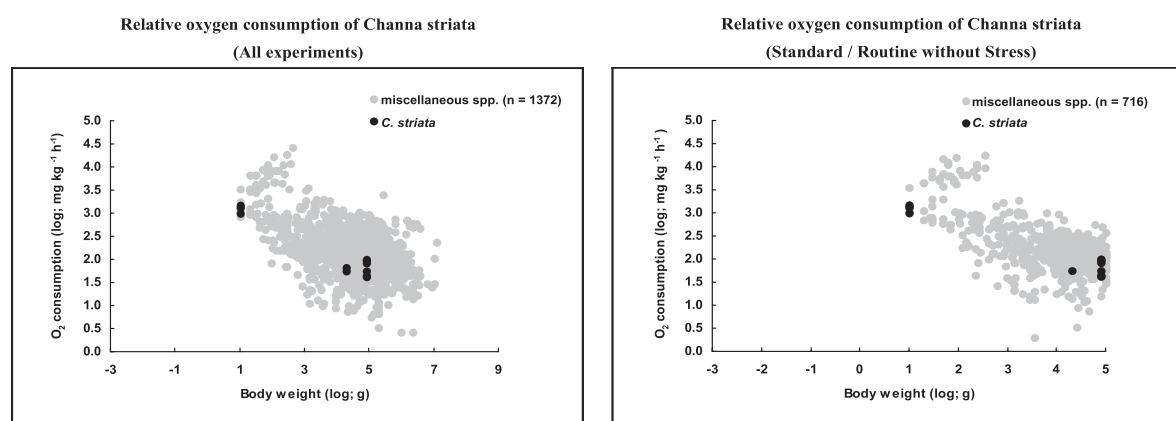 Relative oxygen consumption of Channa striata
(All experiments)
miscellaneous spp. (n = 1372)
C. striata
O2 consumption (log; mg kg -1 h-1)
5.0
4.5
4.0
3.5
3.0
2.5
2.0
1.5
1.0
0.5
0.0
-3 -1 1 3 5 7 9
Body weight (log; g)
Relative oxygen consumption of Channa striata
(Standard / Routine without Stress)
miscellaneous spp. (n = 716)
C. striata
O2 consumption (log; mg kg -1 h-1 )
5.0
4.5
4.0
3.5
3.0
2.5
2.0
1.5
1.0
0.5
0.0
-3 -2 -1 0 1 2 3 4 5
Body weight (log; g)